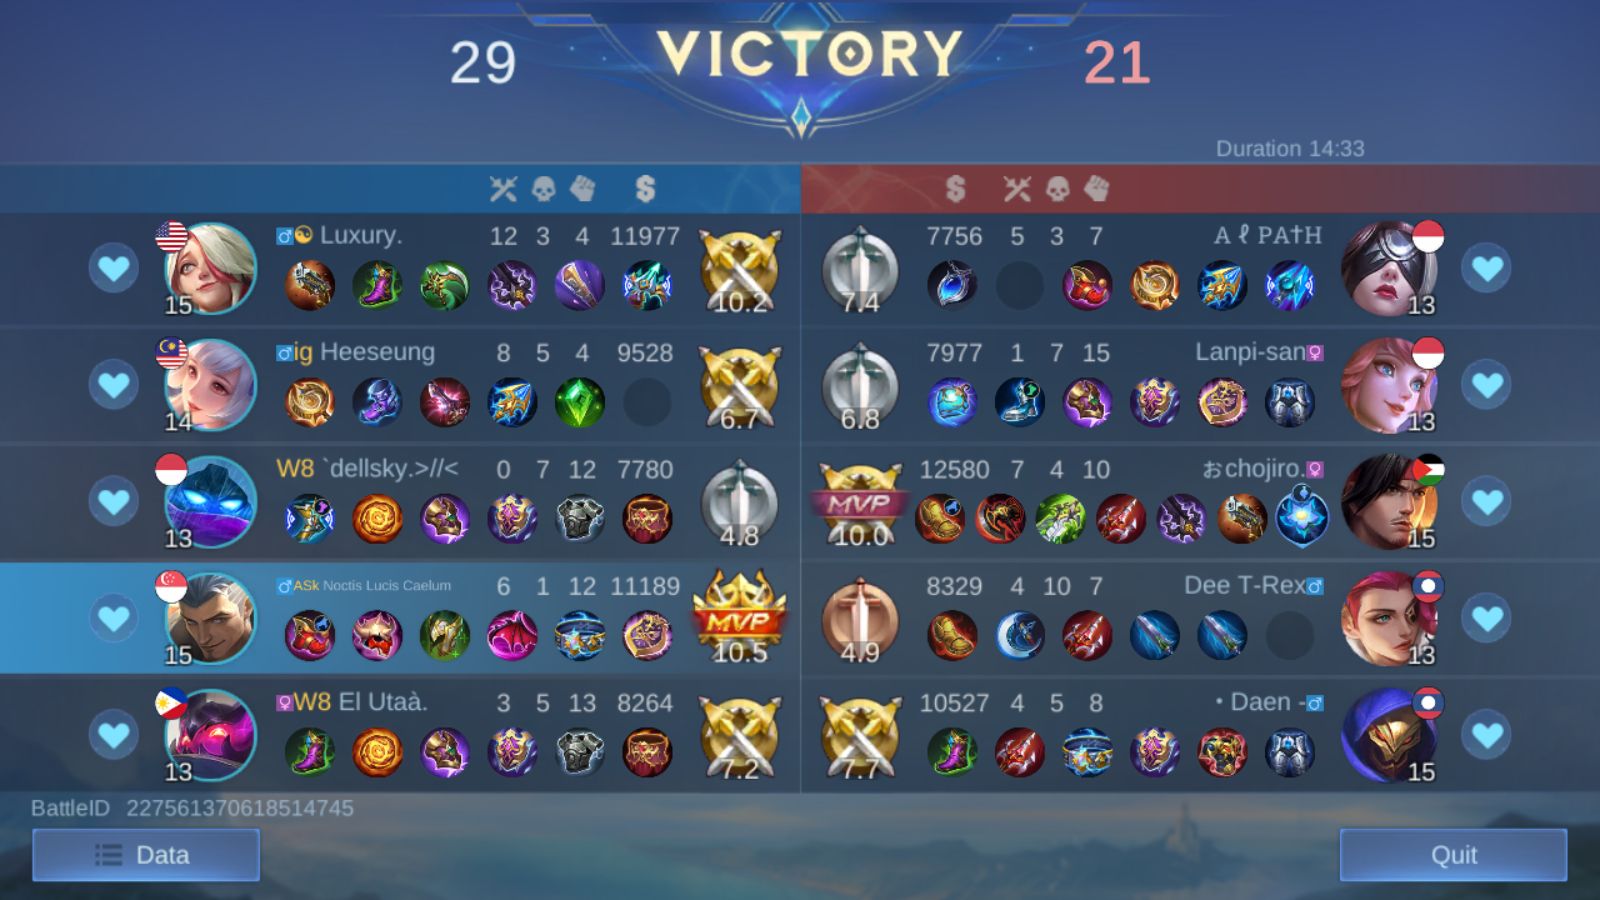 29 VICTORY 21
Duration 14:33
Luxury. 12 3 4 11977
15 10.2
7756 5 3 7 A ℓ PA†H
7.4 13
ig Heeseung 8 5 4 9528
14 6.7
7977 1 7 15 Lanpi-san
6.8 13
W8 `dellsky.>//< 0 7 12 7780
13 4.8
12580 7 4 10 おchojiro.
MVP 10.0 15
ASk Noctis Lucis Caelum 6 1 12 11189
15 MVP 10.5
8329 4 10 7 Dee T-Rex
4.9 13
W8 El Utaà. 3 5 13 8264
13 7.2
10527 4 5 8 • Daen -
7.7 15
BattleID 227561370618514745
Data Quit